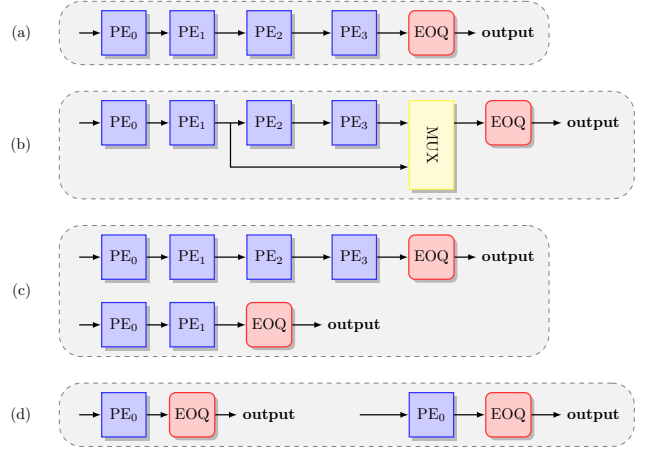 (a) PE0 PE1 PE2 PE3 EOQ output
(b) PE0 PE1 PE2 PE3 MUX EOQ output
(c) PE0 PE1 PE2 PE3 EOQ output
PE0 PE1 EOQ output
(d) PE0 EOQ output PE0 EOQ output